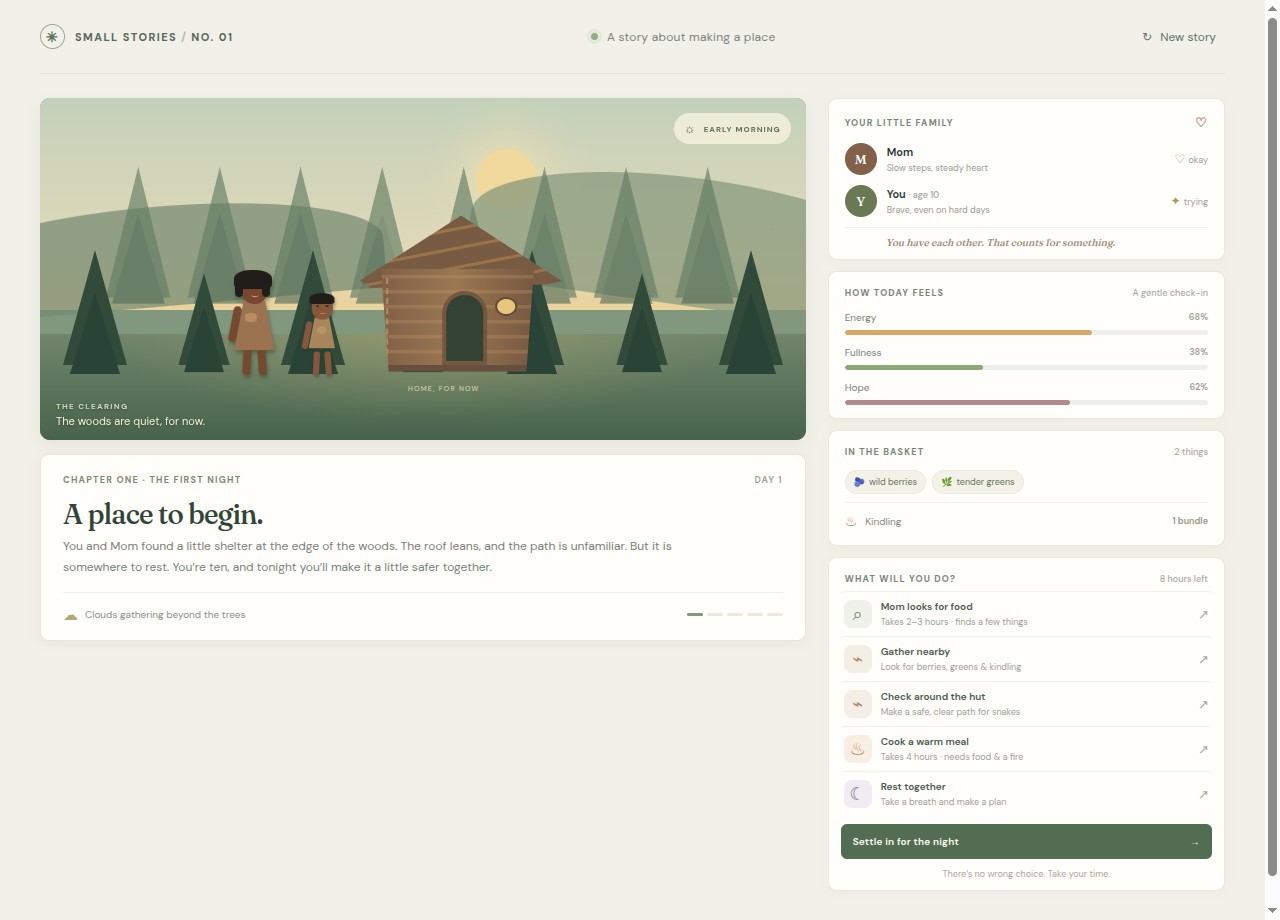 SMALL STORIES / NO. 01
A story about making a place
↻ New story
☼ EARLY MORNING
HOME, FOR NOW
THE CLEARING
The woods are quiet, for now.
CHAPTER ONE · THE FIRST NIGHT
DAY 1
A place to begin.
You and Mom found a little shelter at the edge of the woods. The roof leans, and the path is unfamiliar. But it is
somewhere to rest. You're ten, and tonight you'll make it a little safer together.
Clouds gathering beyond the trees
YOUR LITTLE FAMILY
M
Mom
Slow steps, steady heart
♡ okay
Y
You · age 10
Brave, even on hard days
✦ trying
You have each other. That counts for something.
HOW TODAY FEELS
A gentle check-in
Energy
68%
Fullness
38%
Hope
62%
IN THE BASKET
2 things
wild berries
tender greens
Kindling
1 bundle
WHAT WILL YOU DO?
8 hours left
Mom looks for food
Takes 2–3 hours · finds a few things
↗
Gather nearby
Look for berries, greens & kindling
↗
Check around the hut
Make a safe, clear path for snakes
↗
Cook a warm meal
Takes 4 hours · needs food & a fire
↗
Rest together
Take a breath and make a plan
↗
Settle in for the night →
There's no wrong choice. Take your time.